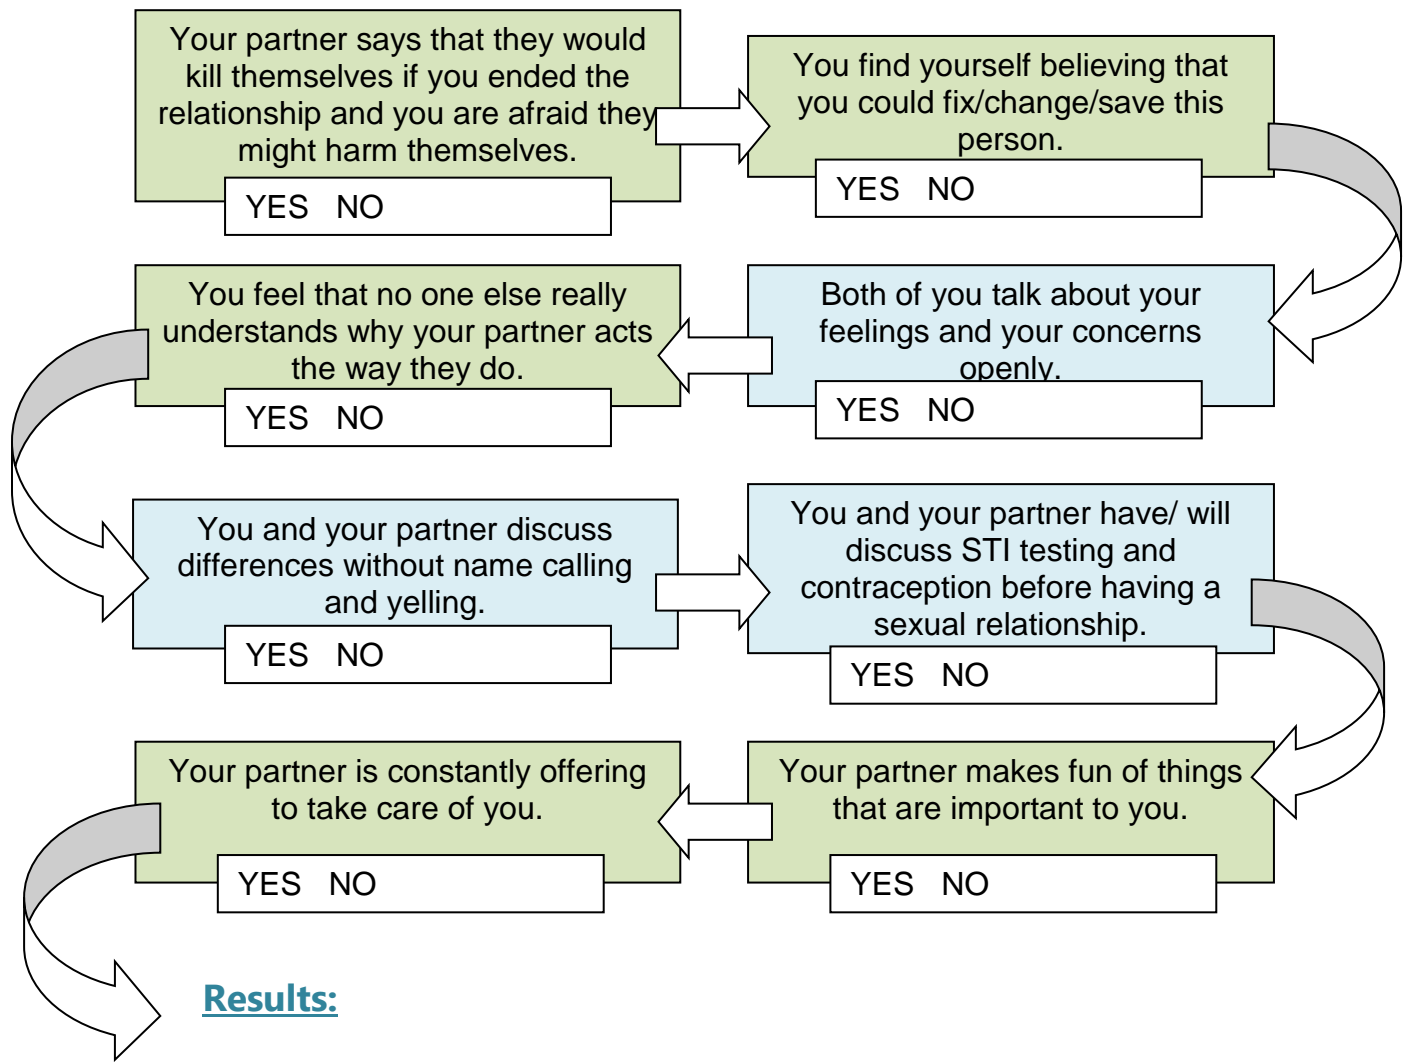 Your partner says that they would
kill themselves if you ended the
relationship and you are afraid they
might harm themselves.
YES NO
You find yourself believing that
you could fix/change/save this
person.
YES NO
Both of you talk about your
feelings and your concerns
openly.
YES NO
You feel that no one else really
understands why your partner acts
the way they do.
YES NO
You and your partner discuss
differences without name calling
and yelling.
YES NO
You and your partner have/ will
discuss STI testing and
contraception before having a
sexual relationship.
YES NO
Your partner makes fun of things
that are important to you.
YES NO
Your partner is constantly offering
to take care of you.
YES NO
Results: